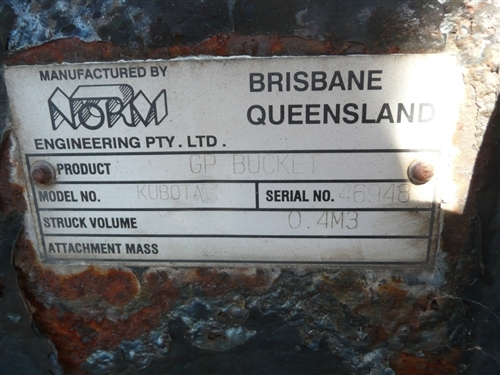 MANUFACTURED BY
NORM
ENGINEERING PTY. LTD.
BRISBANE
QUEENSLAND
PRODUCT GP BUCKET
MODEL NO. SERIAL NO.
STRUCK VOLUME 0.4M3
ATTACHMENT MASS